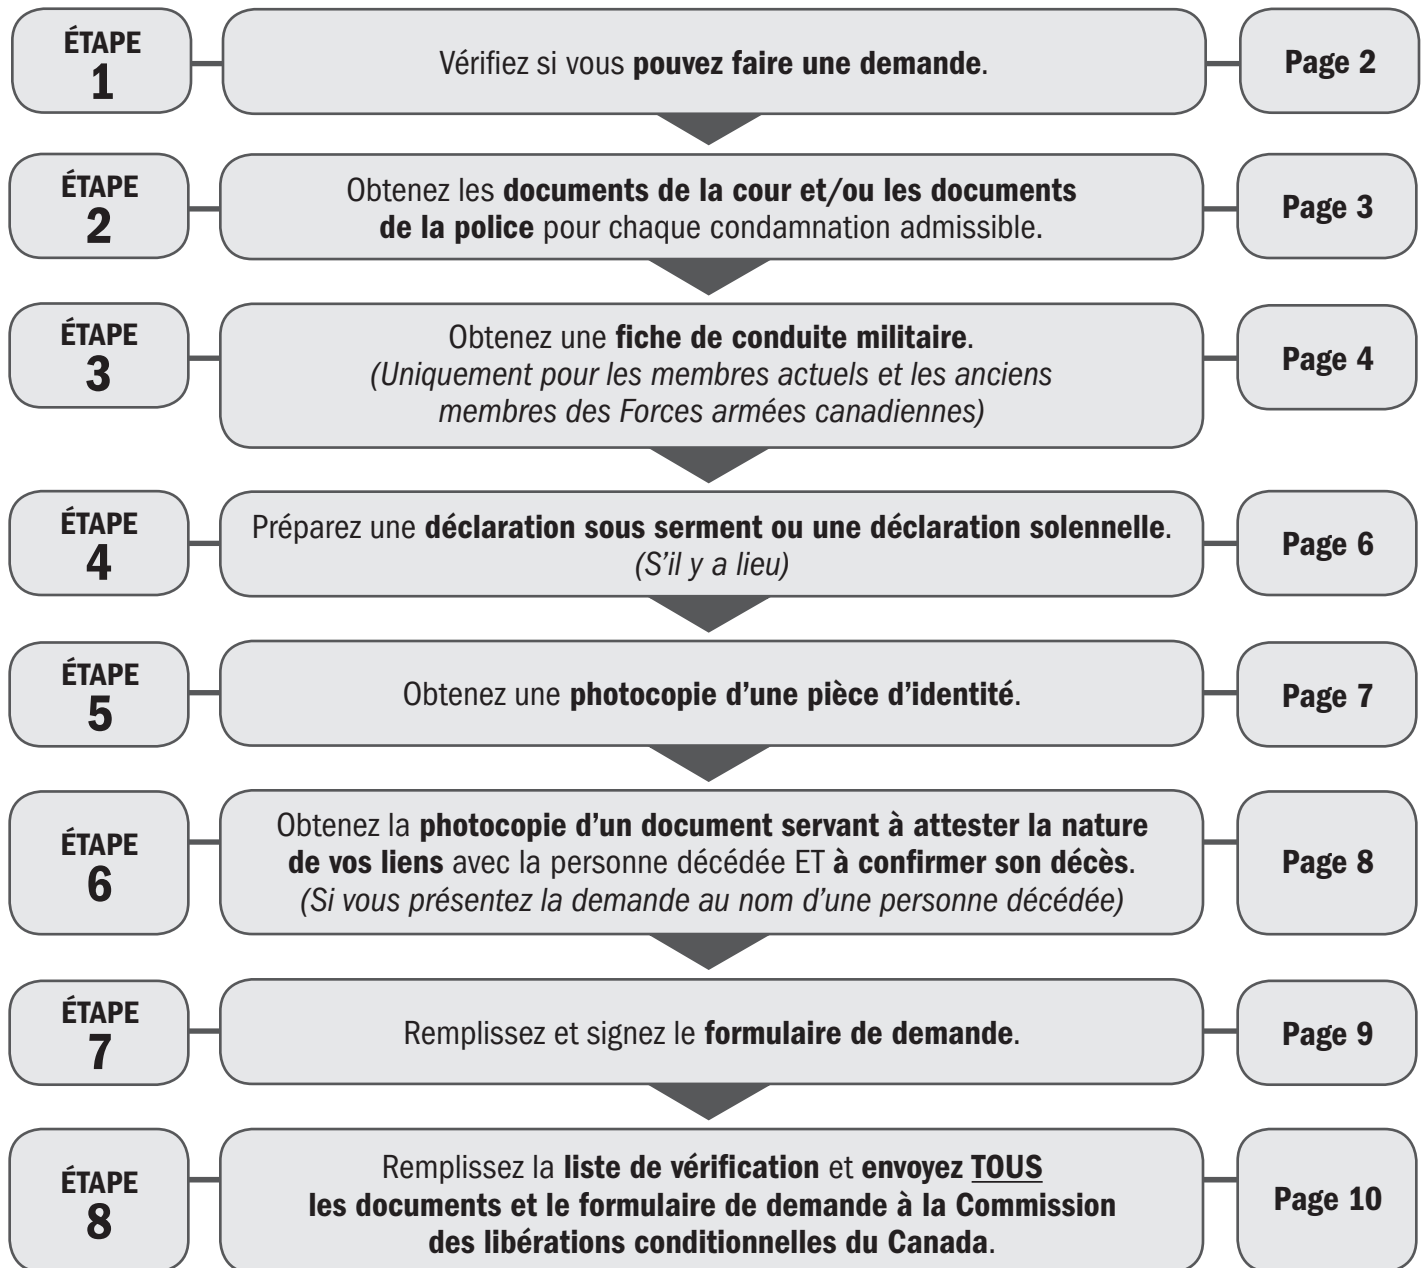 ÉTAPE
1
Vérifiez si vous pouvez faire une demande.
Page 2
ÉTAPE
2
Obtenez les documents de la cour et/ou les documents
de la police pour chaque condamnation admissible.
Page 3
ÉTAPE
3
Obtenez une fiche de conduite militaire.
(Uniquement pour les membres actuels et les anciens
membres des Forces armées canadiennes)
Page 4
ÉTAPE
4
Préparez une déclaration sous serment ou une déclaration solennelle.
(S’il y a lieu)
Page 6
ÉTAPE
5
Obtenez une photocopie d’une pièce d’identité.
Page 7
ÉTAPE
6
Obtenez la photocopie d’un document servant à attester la nature
de vos liens avec la personne décédée ET à confirmer son décès.
(Si vous présentez la demande au nom d’une personne décédée)
Page 8
ÉTAPE
7
Remplissez et signez le formulaire de demande.
Page 9
ÉTAPE
8
Remplissez la liste de vérification et envoyez TOUS
les documents et le formulaire de demande à la Commission
des libérations conditionnelles du Canada.
Page 10